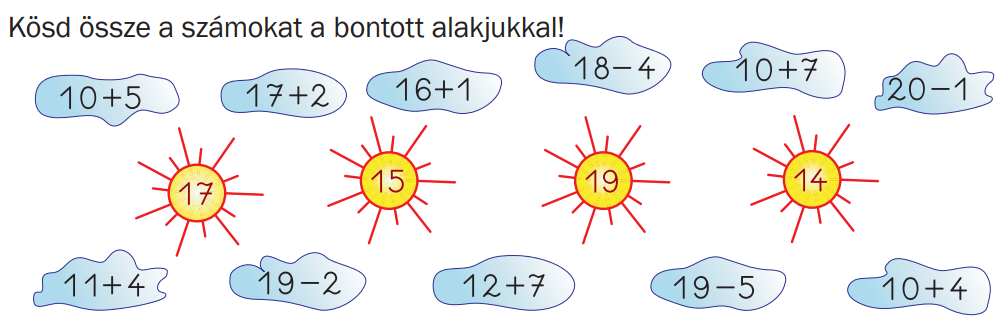 Kösd össze a számokat a bontott alakjukkal!
10+5 17+2 16+1 18-4 10+7 20-1
17 15 19 14
11+4 19-2 12+7 19-5 10+4